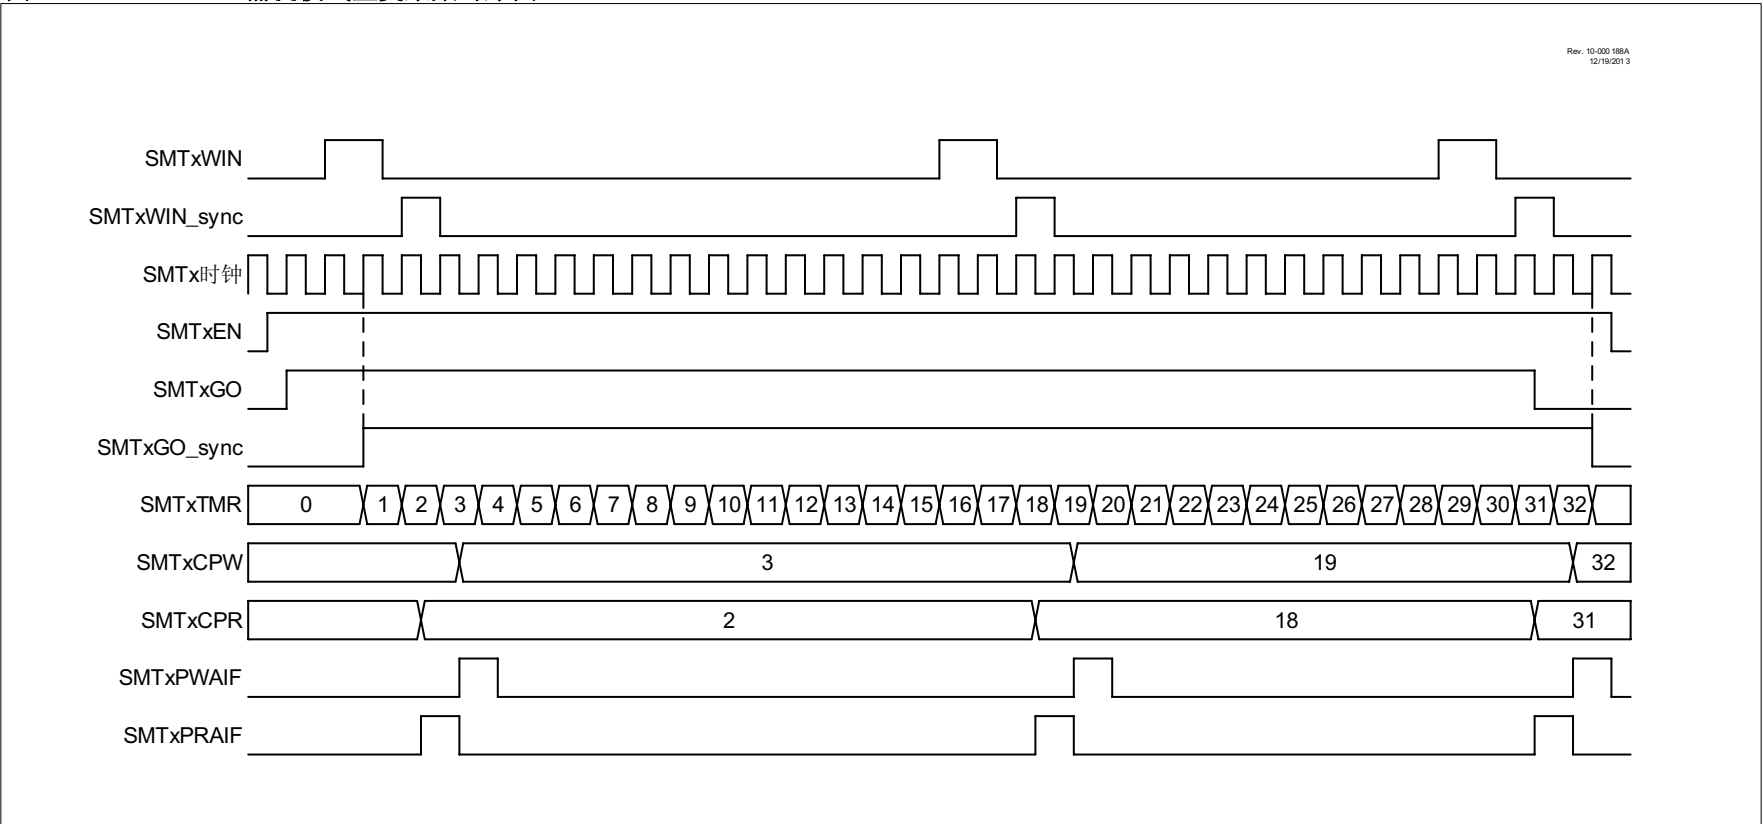 Rev. 10-000 188A
12/19/201 3
SMTxWIN
SMTxWIN_sync
SMTx时钟
SMTxEN
SMTxGO
SMTxGO_sync
SMTxTMR 0 1 2 3 4 5 6 7 8 9 10 11 12 13 14 15 16 17 18 19 20 21 22 23 24 25 26 27 28 29 30 31 32
SMTxCPW 3 19 32
SMTxCPR 2 18 31
SMTxPWAIF
SMTxPRAIF